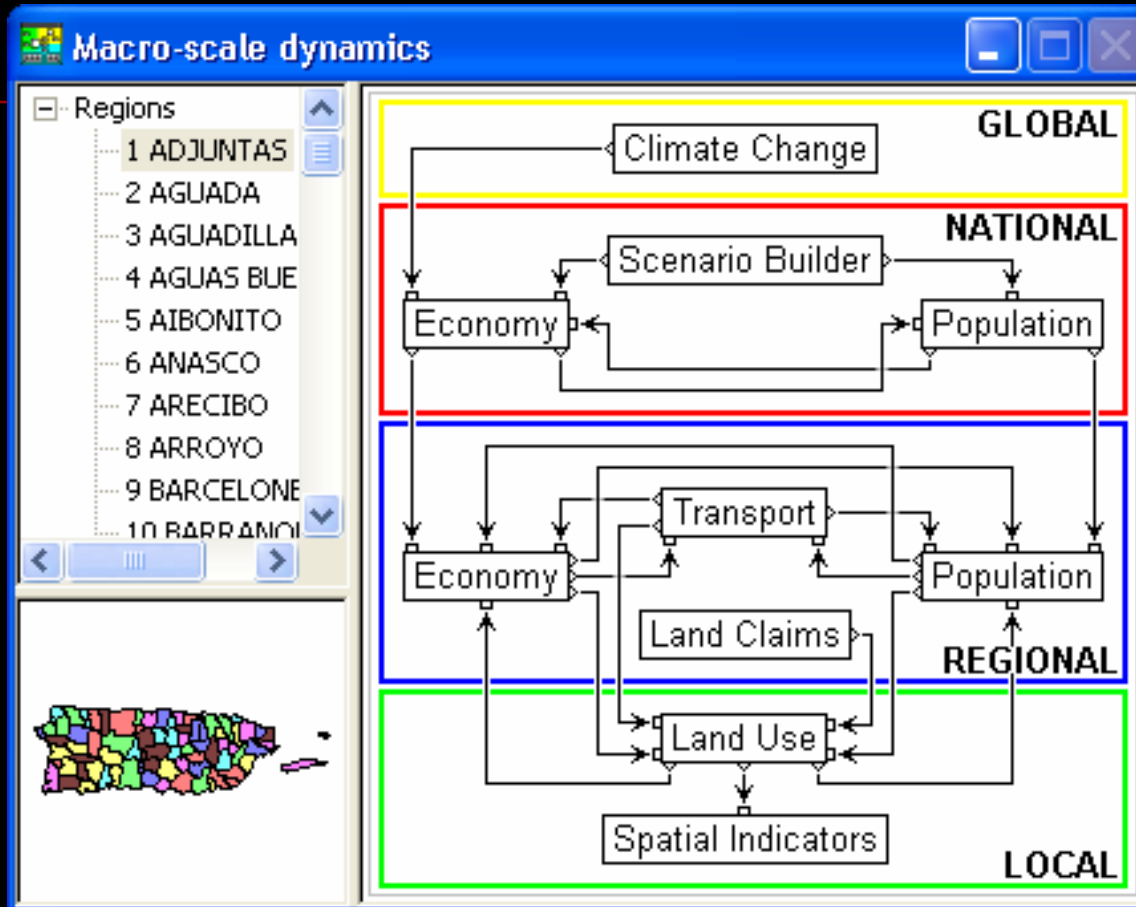 Macro-scale dynamics
Regions
1 ADJUNTAS
2 AGUADA
3 AGUADILLA
4 AGUAS BUE
5 AIBONITO
6 ANASCO
7 ARECIBO
8 ARROYO
9 BARCELONE
10 BARRANQU
GLOBAL
Climate Change
NATIONAL
Scenario Builder
Economy
Population
Transport
Economy
Population
Land Claims
REGIONAL
Land Use
Spatial Indicators
LOCAL